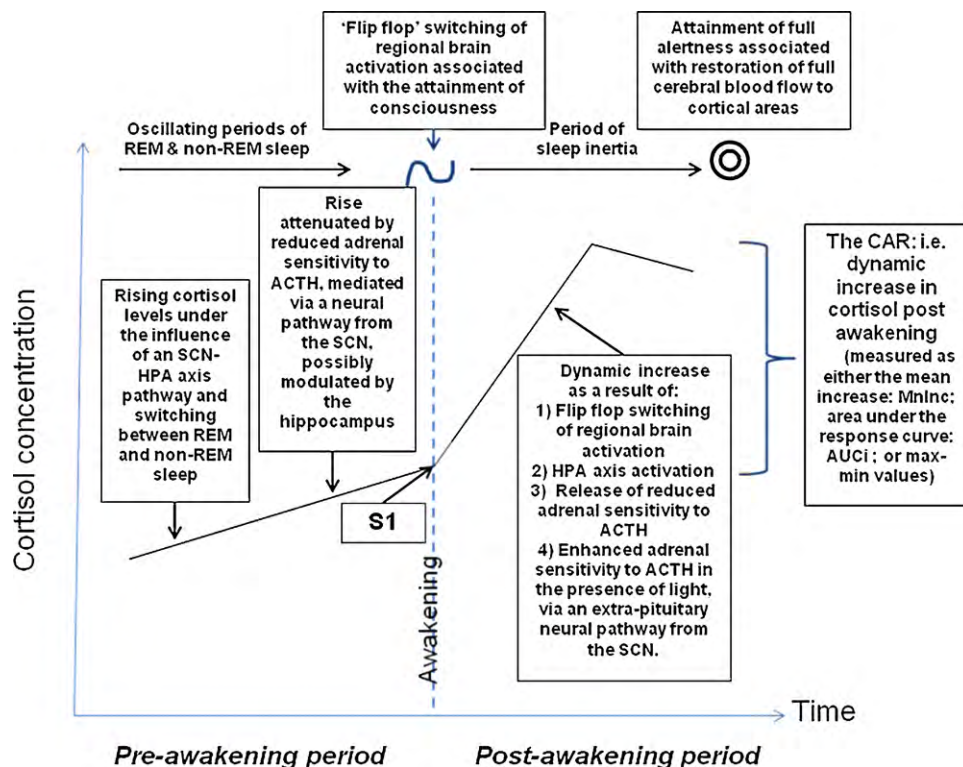 'Flip flop' switching of
regional brain
activation associated
with the attainment of
consciousness
Attainment of full
alertness associated
with restoration of full
cerebral blood flow to
cortical areas
Oscillating periods of
REM & non-REM sleep
Period of
sleep inertia
Rise
attenuated by
reduced adrenal
sensitivity to
ACTH, mediated
via a neural
pathway from
the SCN,
possibly
modulated by
the
hippocampus
Rising cortisol
levels under
the influence
of an SCN-
HPA axis
pathway and
switching
between REM
and non-REM
sleep
S1
Dynamic increase
as a result of:
1) Flip flop switching
of regional brain
activation
2) HPA axis activation
3) Release of reduced
adrenal sensitivity to
ACTH
4) Enhanced adrenal
sensitivity to ACTH in
the presence of light,
via an extra-pituitary
neural pathway from
the SCN.
The CAR: i.e.
dynamic
increase in
cortisol post
awakening
(measured as
either the mean
increase: MnInc;
area under the
response curve:
AUCi ; or max-
min values)
Cortisol concentration
Awakening
Time
Pre-awakening period
Post-awakening period